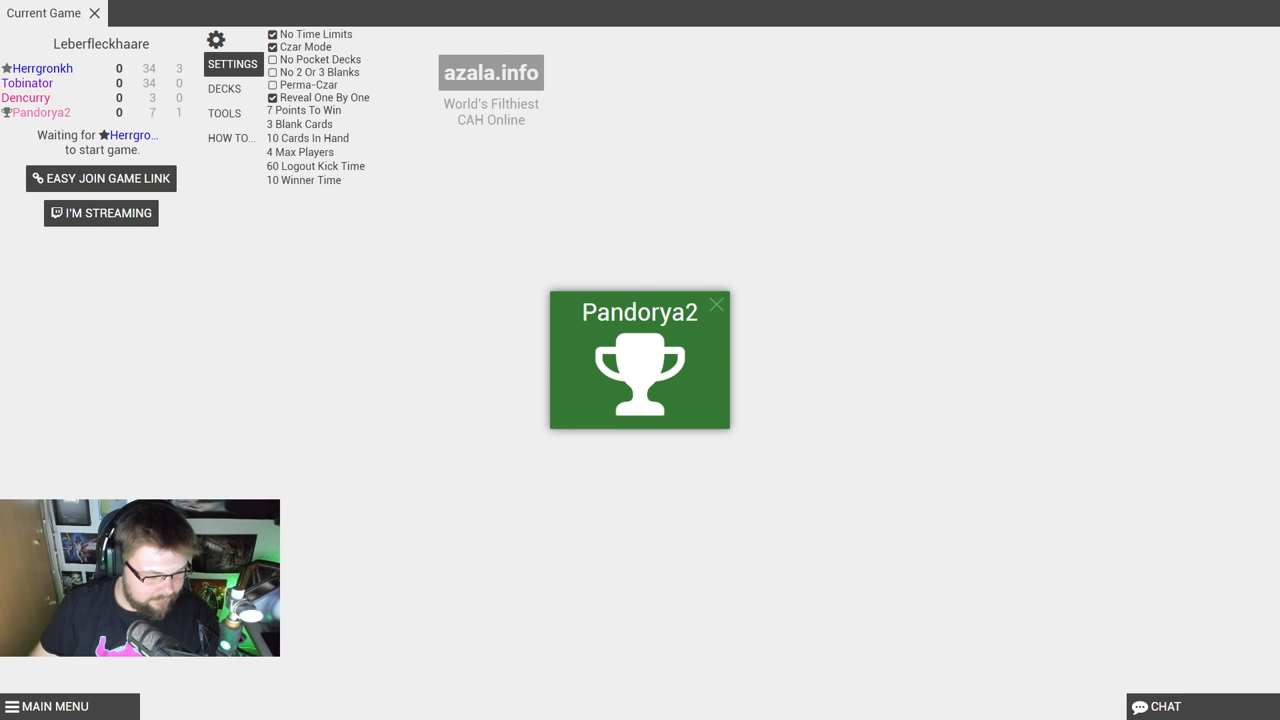 Current Game
Leberfleckhaare
Herrgronkh 0 34 3
Tobinator 0 34 0
Dencurry 0 3 0
Pandorya2 0 7 1
Waiting for Herrgro...
to start game.
EASY JOIN GAME LINK
I'M STREAMING
SETTINGS
DECKS
TOOLS
HOW TO...
No Time Limits
Czar Mode
No Pocket Decks
No 2 Or 3 Blanks
Perma-Czar
Reveal One By One
7 Points To Win
3 Blank Cards
10 Cards In Hand
4 Max Players
60 Logout Kick Time
10 Winner Time
azala.info
World's Filthiest
CAH Online
Pandorya2
MAIN MENU
CHAT